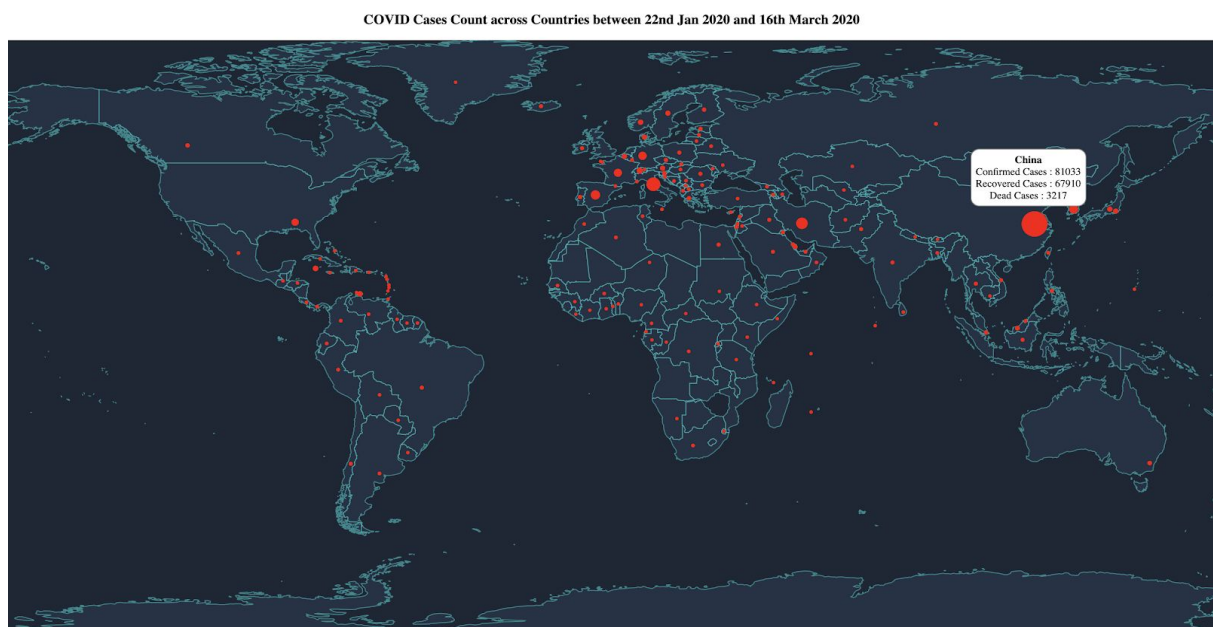 COVID Cases Count across Countries between 22nd Jan 2020 and 16th March 2020
China
Confirmed Cases : 81033
Recovered Cases : 67910
Dead Cases : 3217